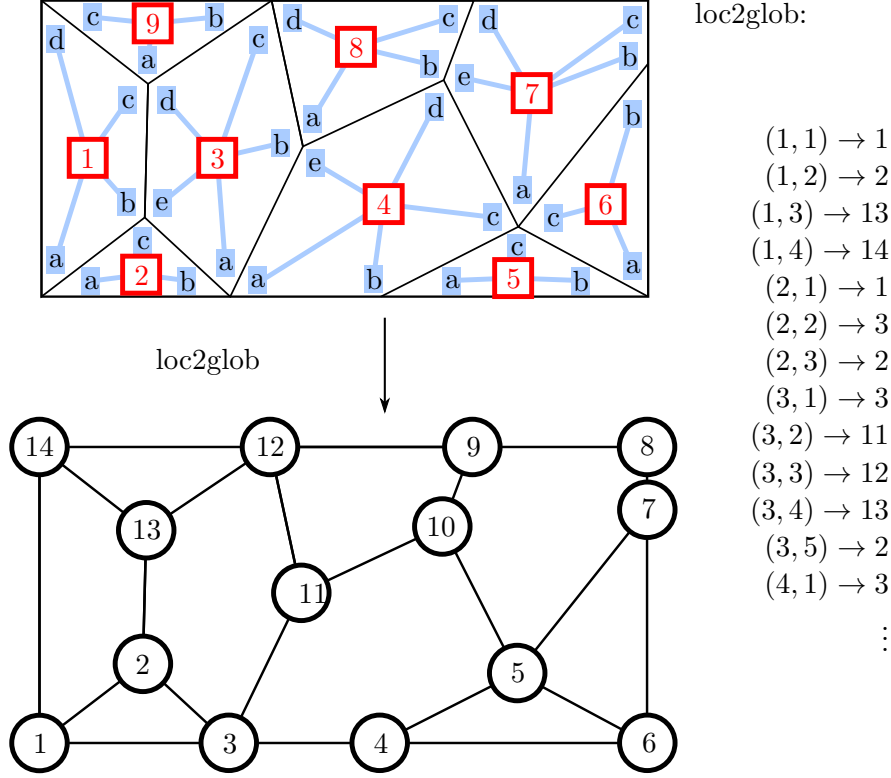 loc2glob:
c 9 b
a
d c
1
b
a
d c
3 b
e
a
c
a 2 b
d c
8
b
a
d c
b
e 7
a
d
e
4
c
a b
b
6
c
a
c
a 5 b
loc2glob
14 12 9 8
7
10
13
11
2
5
1 3 4 6
(1, 1) → 1
(1, 2) → 2
(1, 3) → 13
(1, 4) → 14
(2, 1) → 1
(2, 2) → 3
(2, 3) → 2
(3, 1) → 3
(3, 2) → 11
(3, 3) → 12
(3, 4) → 13
(3, 5) → 2
(4, 1) → 3
⋮